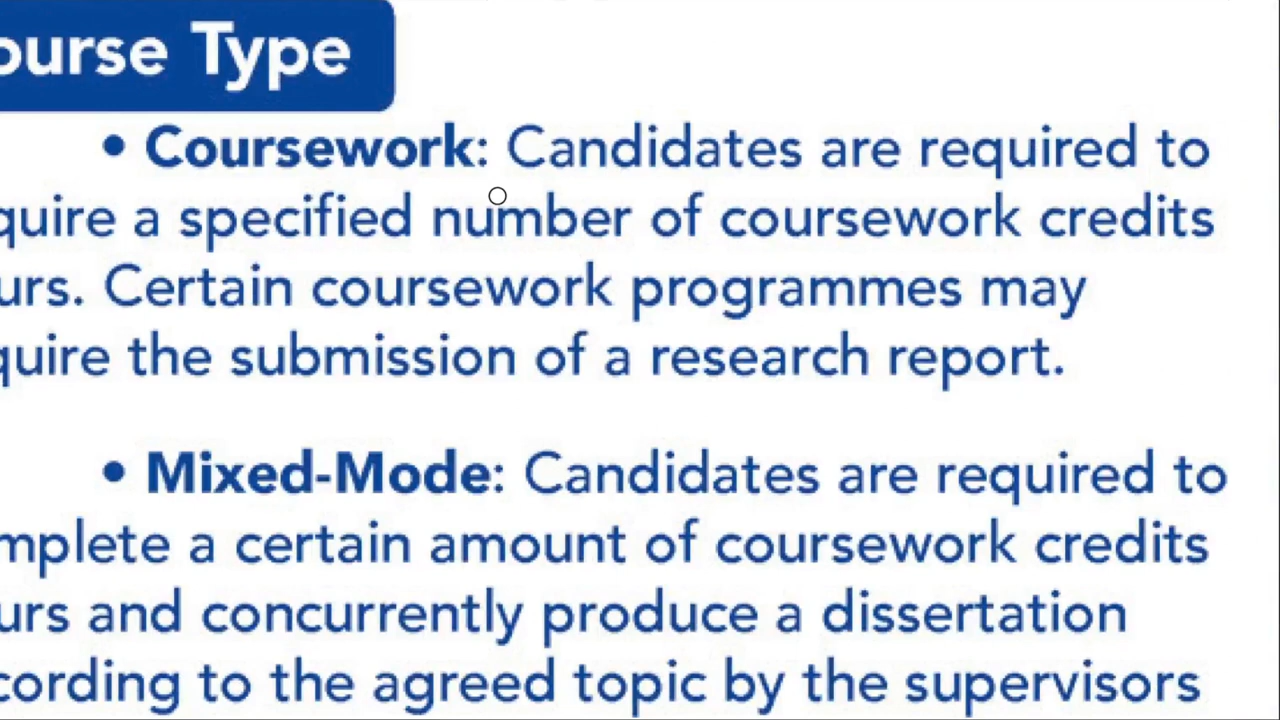 ourse Type
• Coursework: Candidates are required to
quire a specified number of coursework credits
urs. Certain coursework programmes may
quire the submission of a research report.
• Mixed-Mode: Candidates are required to
mplete a certain amount of coursework credits
urs and concurrently produce a dissertation
cording to the agreed topic by the supervisors